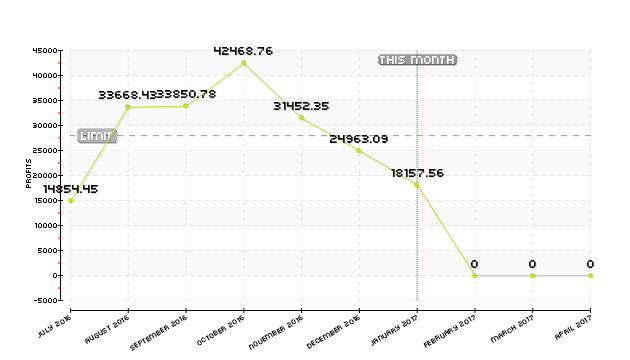 42468.76
45000
THIS MONTH
40000
33668.43
33850.78
35000
31452.35
30000
LIMIT
24963.09
25000
PROFITS
14854.45
18157.56
20000
15000
10000
5000
0
0
0
0
-5000
JULY 2016
AUGUST 2016
SEPTEMBER 2016
OCTOBER 2016
NOVEMBER 2016
DECEMBER 2016
JANUARY 2017
FEBRUARY 2017
MARCH 2017
APRIL 2017